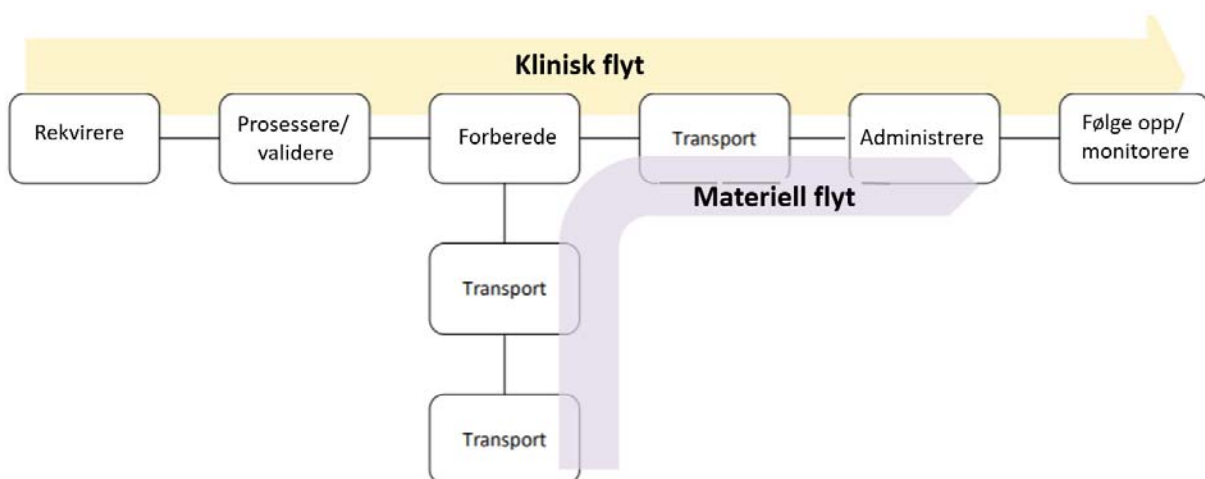 Klinisk flyt
Rekvirere
Prosessere/
validere
Forberede
Transport
Administrere
Følge opp/
monitorere
Materiell flyt
Transport
Transport